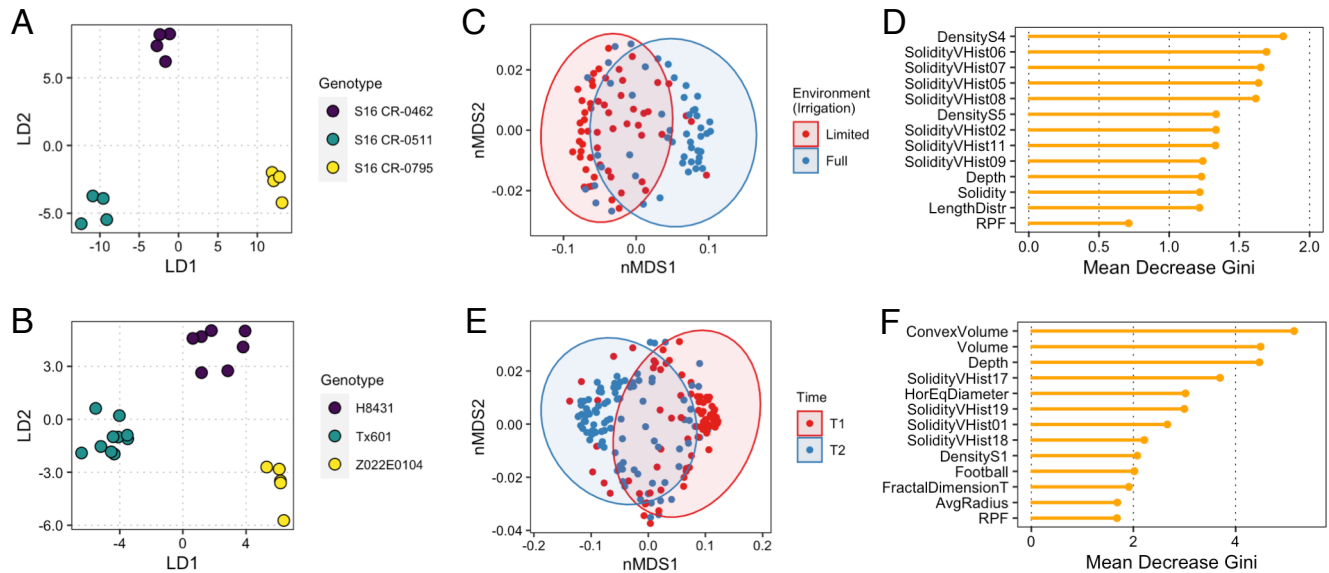 A
LD2
5.0
0.0
-5.0
-10
-5
0
5
10
LD1
Genotype
S16 CR-0462
S16 CR-0511
S16 CR-0795
C
nMDS2
0.02
0.00
-0.02
-0.1
0.0
0.1
nMDS1
Environment
(Irrigation)
Limited
Full
D
DensityS4
SolidityVHist06
SolidityVHist07
SolidityVHist05
SolidityVHist08
DensityS5
SolidityVHist02
SolidityVHist11
SolidityVHist09
Depth
Solidity
LengthDistr
RPF
0.0
0.5
1.0
1.5
2.0
Mean Decrease Gini
B
LD2
3.0
0.0
-3.0
-6.0
-4
0
4
LD1
Genotype
H8431
Tx601
Z022E0104
E
nMDS2
0.02
0.00
-0.02
-0.04
-0.2
-0.1
0.0
0.1
0.2
nMDS1
Time
T1
T2
F
ConvexVolume
Volume
Depth
SolidityVHist17
HorEqDiameter
SolidityVHist19
SolidityVHist01
SolidityVHist18
DensityS1
Football
FractalDimensionT
AvgRadius
RPF
0
2
4
Mean Decrease Gini